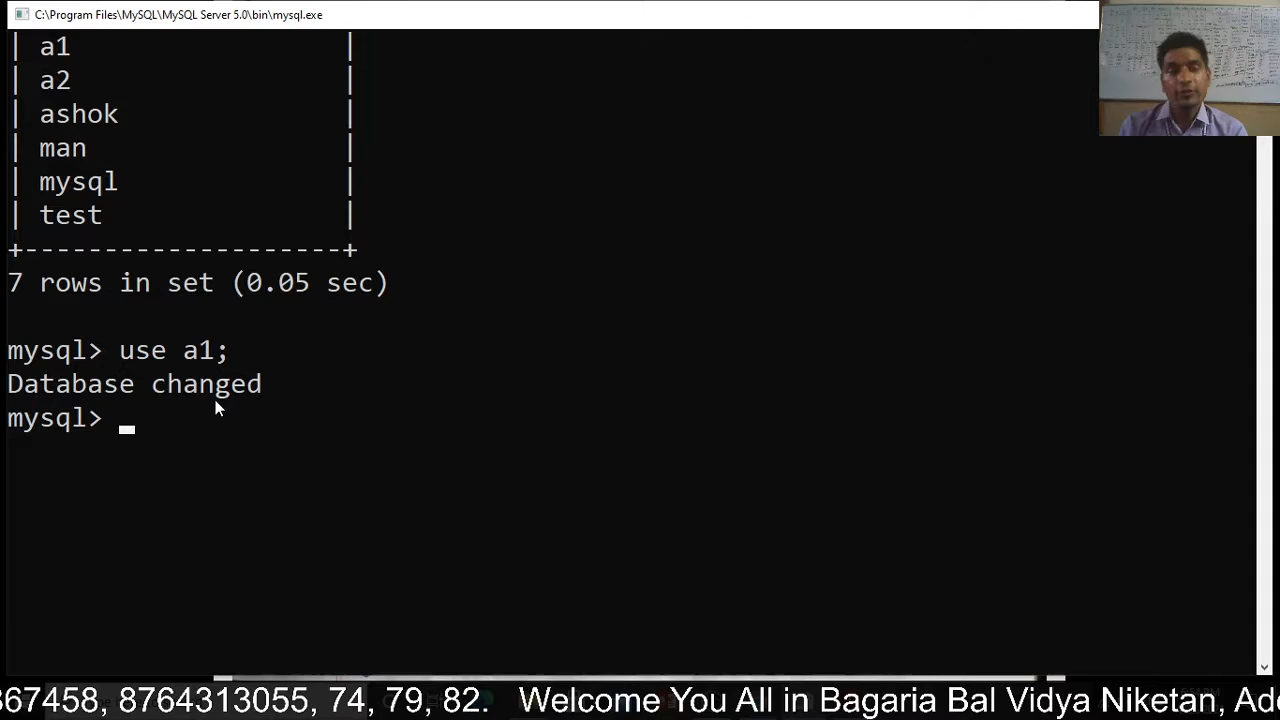 C:\Program Files\MySQL\MySQL Server 5.0\bin\mysql.exe
| a1 |
| a2 |
| ashok |
| man |
| mysql |
| test |
+--------------------+
7 rows in set (0.05 sec)
mysql> use a1;
Database changed
mysql>
367458, 8764313055, 74, 79, 82. Welcome You All in Bagaria Bal Vidya Niketan, Ad